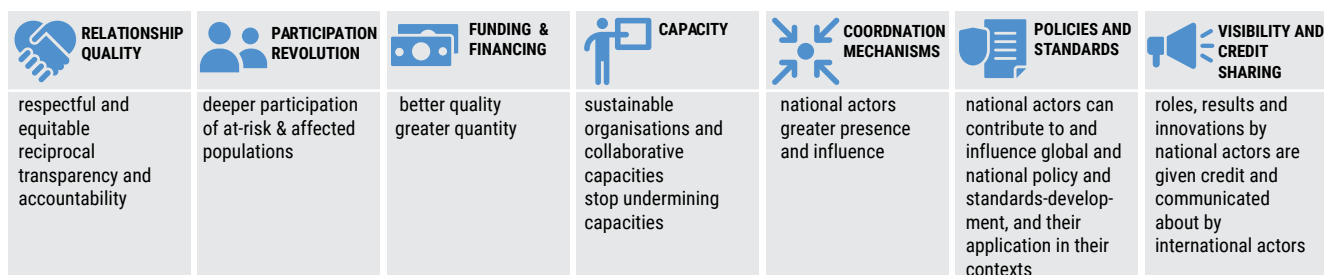 RELATIONSHIP
QUALITY
respectful and
equitable
reciprocal
transparency and
accountability
PARTICIPATION
REVOLUTION
deeper participation
of at-risk & affected
populations
FUNDING &
FINANCING
better quality
greater quantity
CAPACITY
sustainable
organisations and
collaborative
capacities
stop undermining
capacities
COORDNATION
MECHANISMS
national actors
greater presence
and influence
POLICIES AND
STANDARDS
national actors can
contribute to and
influence global and
national policy and
standards-develop-
ment, and their
application in their
contexts
VISIBILITY AND
CREDIT
SHARING
roles, results and
innovations by
national actors are
given credit and
communicated
about by
international actors